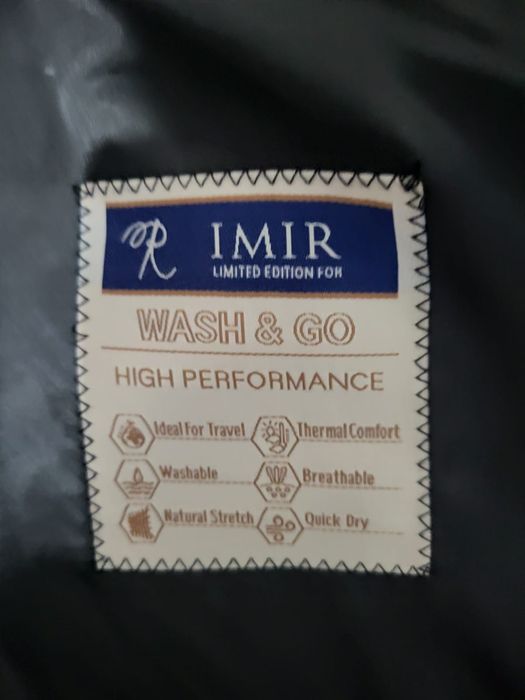 R IMIR
LIMITED EDITION FOR
WASH & GO
HIGH PERFORMANCE
Ideal For Travel Thermal Comfort
Washable Breathable
Natural Stretch Quick Dry